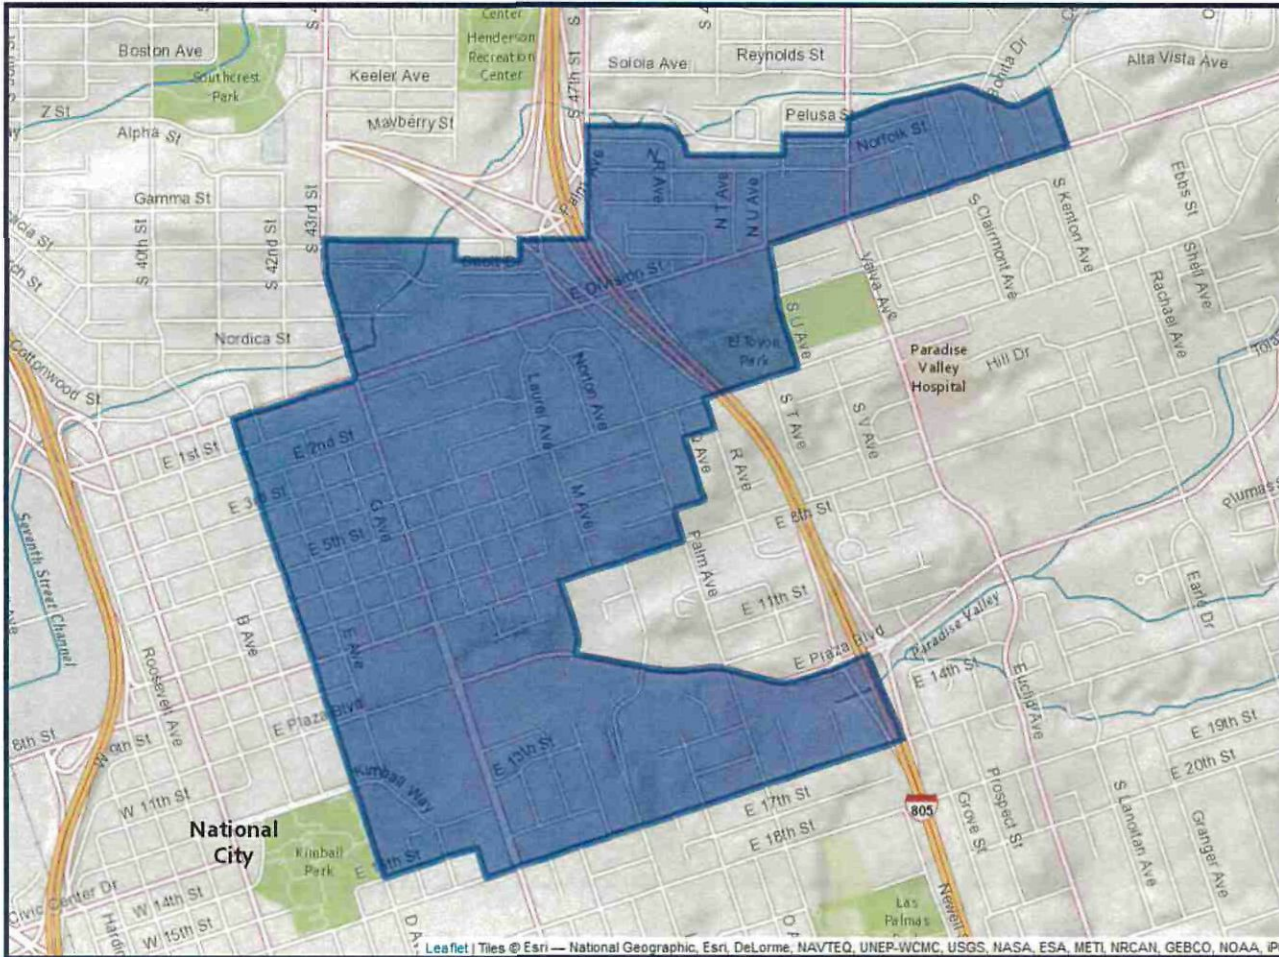 Center
Henderson
Recreation
Center
S 47th St
Boston Ave
Southcrest
Park
Keeler Ave
Soloia Ave
Reynolds St
Bonita Dr
Alta Vista Ave
Z St
Alpha St
Mayberry St
Pelusa St
Norfolk St
Palm Ave
N R Ave
N T Ave
N U Ave
Gamma St
S 40th St
S 42nd St
S 43rd St
S Kenton Ave
Ebbs St
S Clairmont Ave
Shell Ave
Rachael Ave
Valva Ave
E Division St
Nordica St
S U Ave
El Toyon
Park
Paradise
Valley
Hospital
Hill Dr
Cottonwood St
Norton Ave
Laurel Ave
S T Ave
S V Ave
E 1st St
E 2nd St
R Ave
E 3rd St
G Ave
M Ave
E 8th St
Plumas S
E 5th St
Seventh Street Channel
Palm Ave
E 11th St
Earle Dr
B Ave
E Ave
Roosevelt Ave
E Plaza Blvd
Paradise Valley
E 14th St
Euclid Ave
E Plaza Blvd
8th St
W 9th St
E 19th St
E 20th St
E 13th St
Kimball Way
W 11th St
E 17th St
E 18th St
805
Prospect St
Grove St
S Lanoitan Ave
Granger Ave
National
City
Kimball
Park
Civic Center Dr
W 14th St
W 15th St
Las
Palmas
Newell
Leaflet | Tiles © Esri — National Geographic, Esri, DeLorme, NAVTEQ, UNEP-WCMC, USGS, NASA, ESA, METI, NRCAN, GEBCO, NOAA, iP